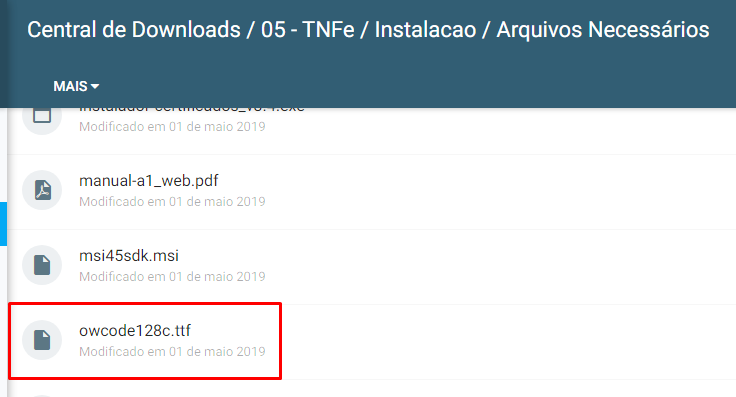 Central de Downloads / 05 - TNFe / Instalacao / Arquivos Necessários
MAIS
Modificado em 01 de maio 2019
manual-a1_web.pdf
Modificado em 01 de maio 2019
msi45sdk.msi
Modificado em 01 de maio 2019
owcode128c.ttf
Modificado em 01 de maio 2019